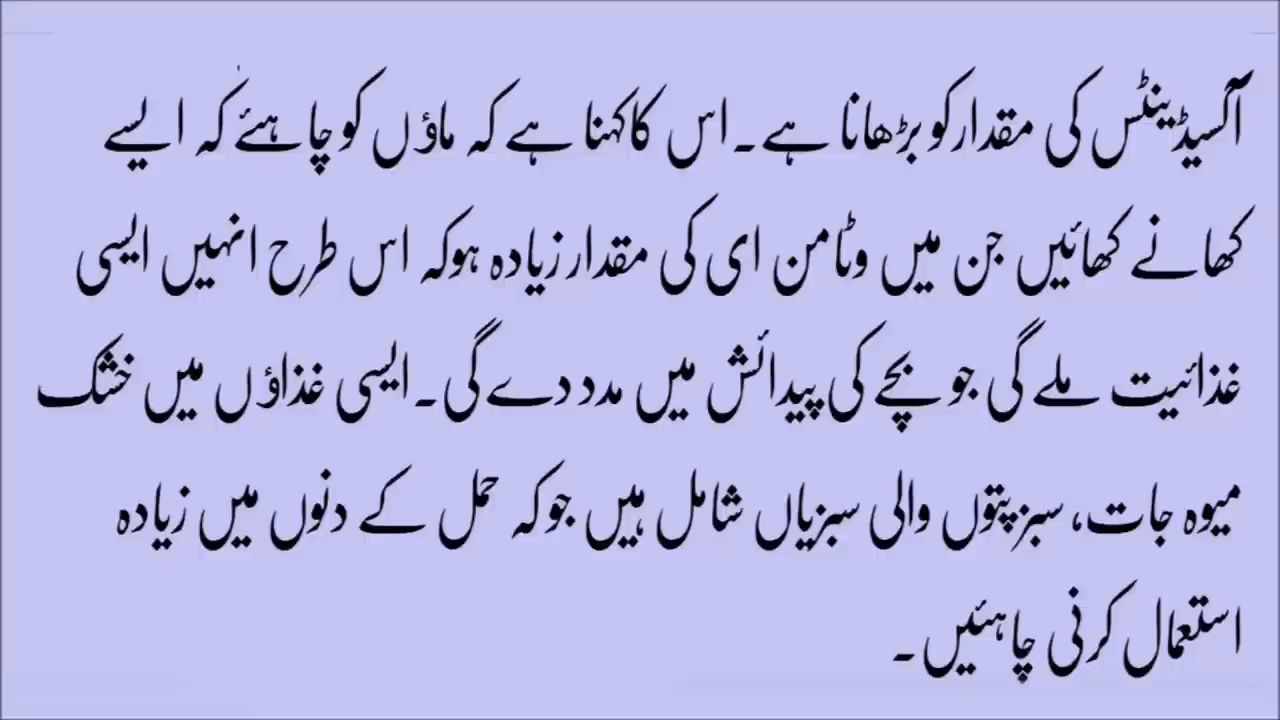 آکسیڈینٹس کی مقدار کو بڑھانا ہے۔ اس کا کہنا ہے کہ ماؤں کو چاہئے کہ ایسے
کھانے کھائیں جن میں وٹامن ای کی مقدار زیادہ ہو کہ اس طرح انہیں ایسی
غذائیت ملے گی جو بچے کی پیدائش میں مدد دے گی۔ ایسی غذاؤں میں خشک
میوہ جات، سبز پتوں والی سبزیاں شامل ہیں جو کہ حمل کے دنوں میں زیادہ
استعمال کرنی چاہئیں۔